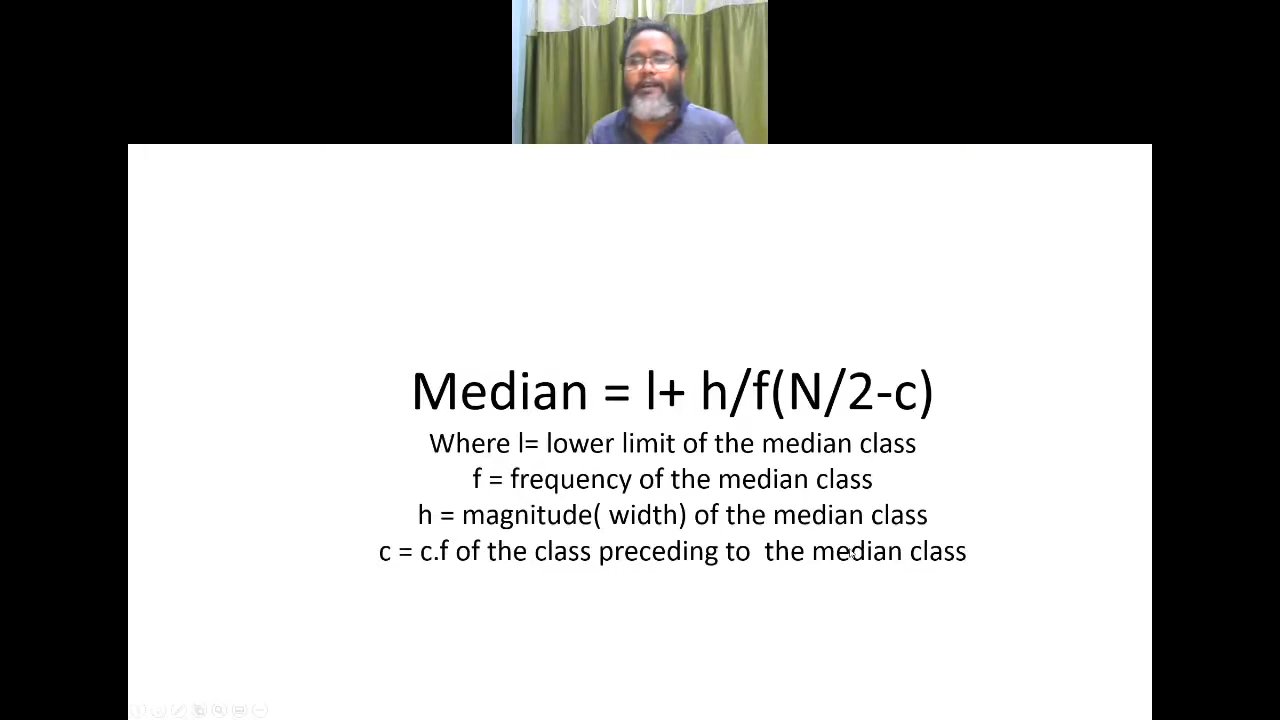 Median = l+ h/f(N/2-c)
Where l= lower limit of the median class
f = frequency of the median class
h = magnitude( width) of the median class
c = c.f of the class preceding to  the median class